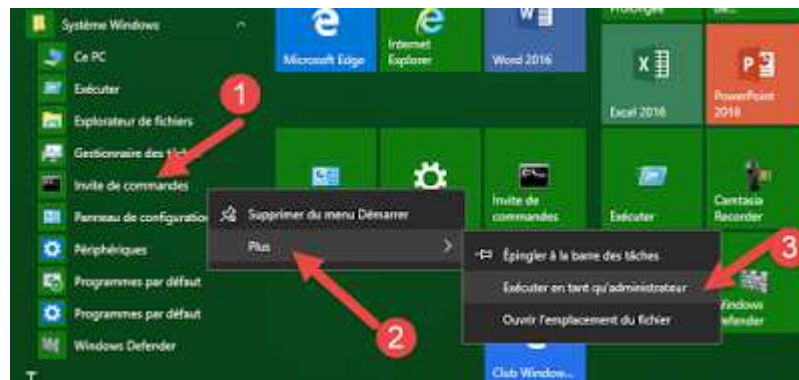 Système Windows
Ce PC
Exécuter
Explorateur de fichiers
Gestionnaire des
Invite de commandes
Panneau de configuration
Périphériques
Programmes par défaut
Programmes par défaut
Windows Defender
T
1
Supprimer du menu Démarrer
Plus
2
Épingler à la barre des tâches
Exécuter en tant qu'administrateur
Ouvrir l'emplacement du fichier
3
Microsoft Edge
Internet
Explorer
Word 2016
Excel 2016
PowerPoint
2016
Invite de
commandes
Exécuter
Camtasia
Recorder
Windows
Defender
Club Window...